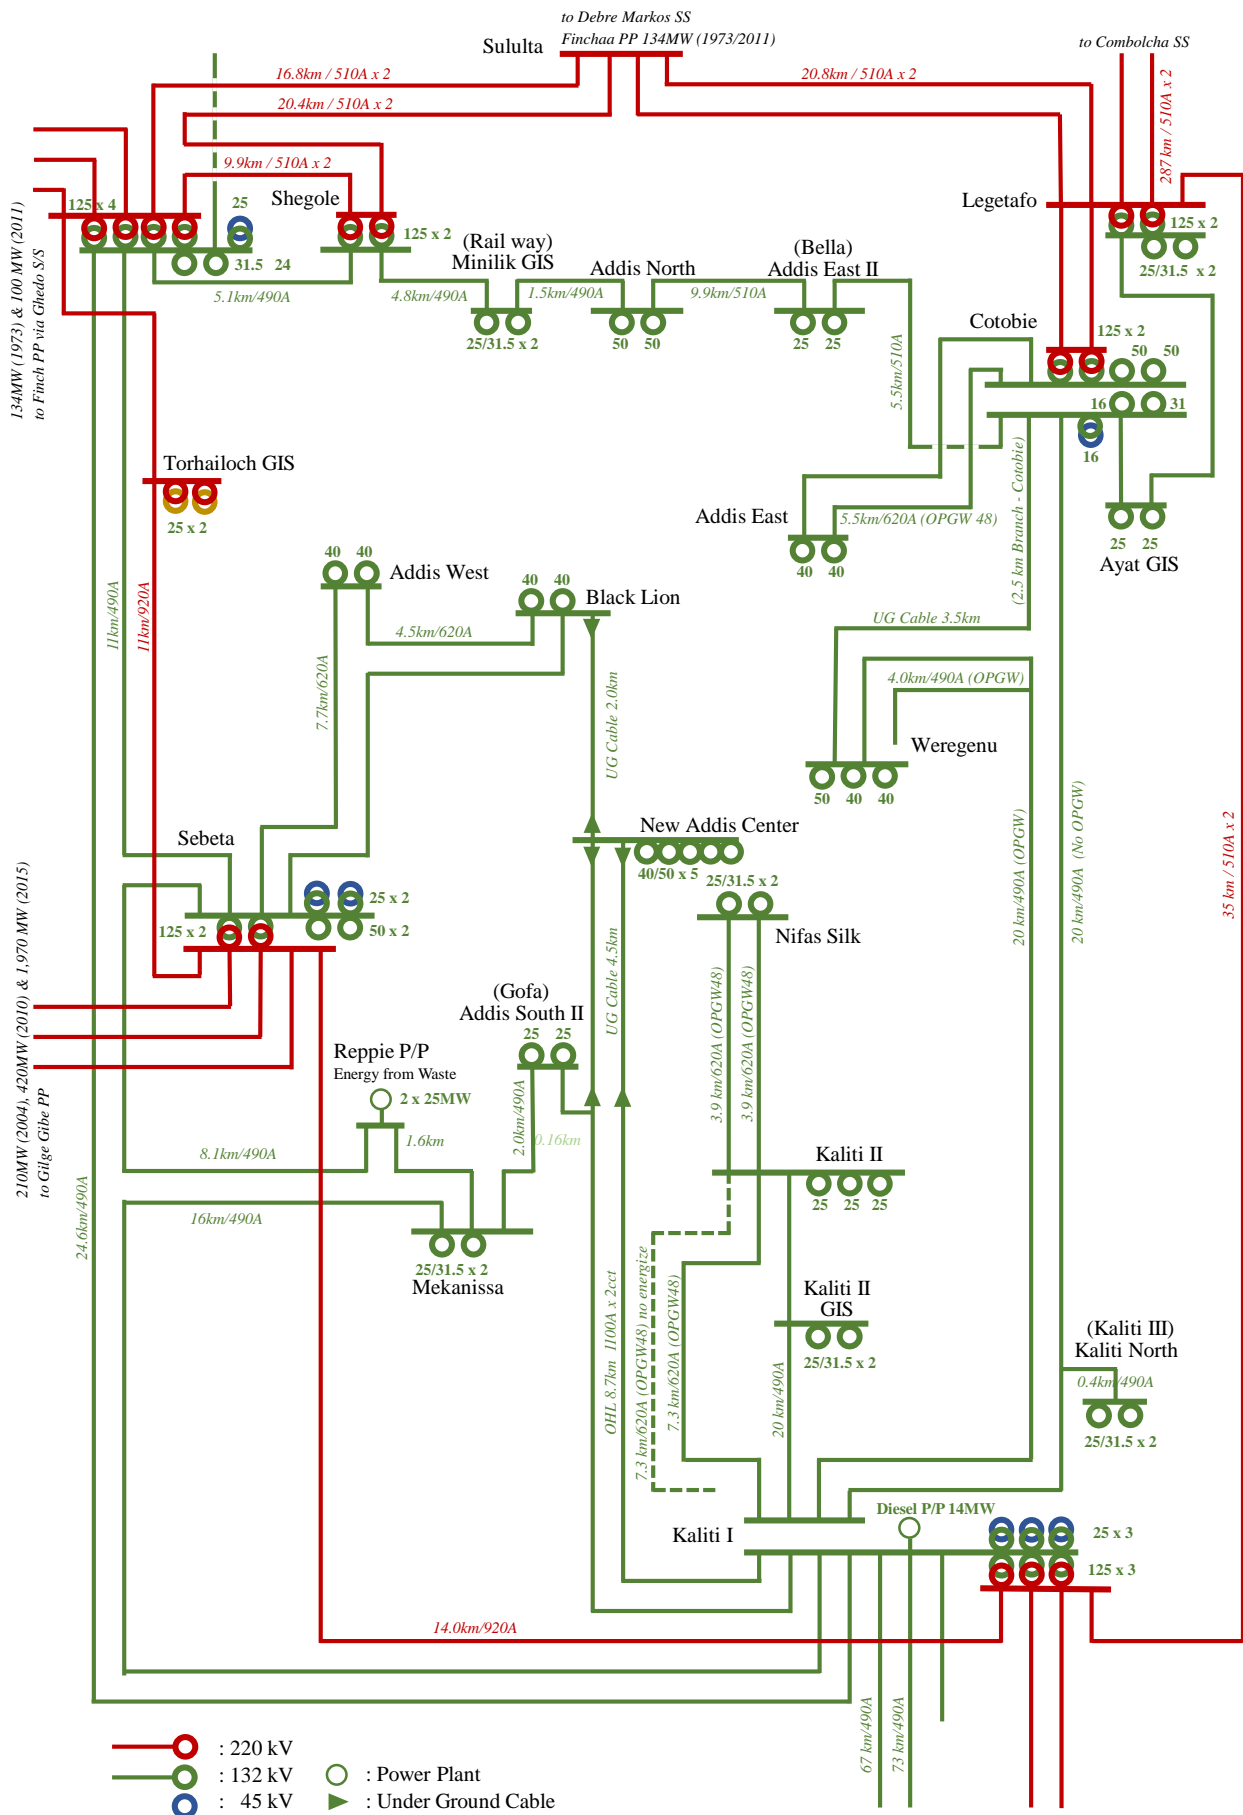 to Debre Markos SS
Finchaa PP 134MW (1973/2011)
Sululta
to Combolcha SS
16.8km / 510A x 2
20.8km / 510A x 2
20.4km / 510A x 2
287 km / 510A x 2
9.9km / 510A x 2
134MW (1973) & 100 MW (2011)
to Finch PP via Ghedo S/S
125 x 4
25
Shegole
Legetafo
125 x 2
125 x 2
31.5 24
(Rail way)
Minilik GIS
Addis North
(Bella)
Addis East II
25/31.5 x 2
5.1km/490A
4.8km/490A
1.5km/490A
9.9km/510A
25/31.5 x 2
50 50
25 25
Cotobie
125 x 2
50 50
5.5km/510A
16
31
16
Torhailoch GIS
25 x 2
Addis East
5.5km/620A (OPGW 48)
40 40
(2.5 km Branch - Cotobie)
25 25
Ayat GIS
11km/490A
11km/920A
40 40
Addis West
40 40
Black Lion
4.5km/620A
7.7km/620A
UG Cable 3.5km
UG Cable 2.0km
4.0km/490A (OPGW)
Weregenu
50 40 40
20 km/490A (OPGW)
20 km/490A (No OPGW)
35 km / 510A x 2
Sebeta
New Addis Center
40/50 x 5
25 x 2
125 x 2
50 x 2
25/31.5 x 2
Nifas Silk
UG Cable 4.5km
3.9 km/620A (OPGW48)
3.9 km/620A (OPGW48)
210MW (2004), 420MW (2010) & 1,970 MW (2015)
to Gilge Gibe PP
(Gofa)
Addis South II
25 25
Reppie P/P
Energy from Waste
2 x 25MW
2.0km/490A
0.16km
1.6km
8.1km/490A
Kaliti II
25 25 25
16km/490A
24.6km/490A
25/31.5 x 2
Mekanissa
OHL 8.7km 1100A x 2cct
7.3 km/620A (OPGW48) no energize
7.3 km/620A (OPGW48)
Kaliti II
GIS
25/31.5 x 2
20 km/490A
(Kaliti III)
Kaliti North
0.4km/490A
25/31.5 x 2
Diesel P/P 14MW
Kaliti I
25 x 3
125 x 3
14.0km/920A
67 km/490A
73 km/490A
: 220 kV
: 132 kV
: Power Plant
: 45 kV
: Under Ground Cable